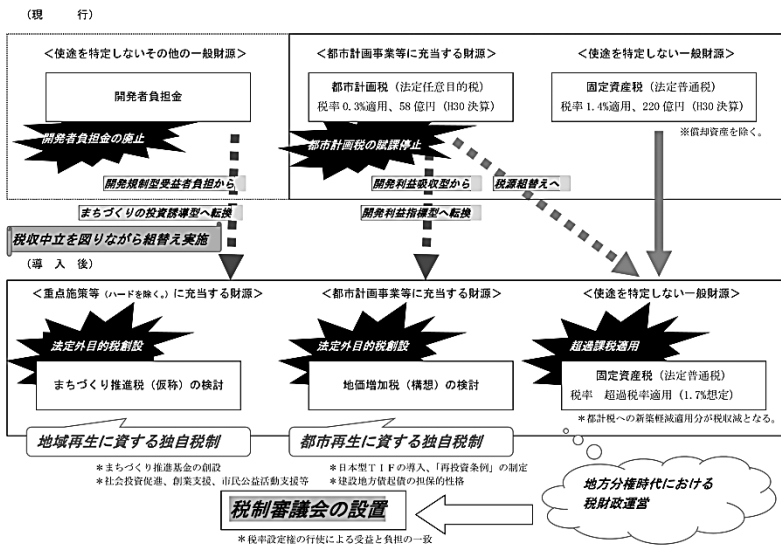 （現　　行）
＜使途を特定しないその他の一般財源＞
開発者負担金
開発者負担金の廃止
＜都市計画事業等に充当する財源＞
都市計画税（法定任意目的税）
税率 0.3%適用、58 億円（H30 決算）
都市計画税の賦課停止
＜使途を特定しない一般財源＞
固定資産税（法定普通税）
税率 1.4%適用、220 億円（H30 決算）
※償却資産を除く。
開発規制型受益者負担から
まちづくりの投資誘導型へ転換
開発利益吸収型から
開発利益指標型へ転換
税源組替えへ
税収中立を図りながら組替え実施
（導 入 後）
＜重点施策等（ハードを除く。）に充当する財源＞
法定外目的税創設
まちづくり推進税（仮称）の検討
＜都市計画事業等に充当する財源＞
法定外目的税創設
地価増加税（構想）の検討
＜使途を特定しない一般財源＞
超過課税適用
固定資産税（法定普通税）
税率　超過税率適用（1.7%想定）
＊都計税への新築軽減適用分が税収減となる。
地域再生に資する独自税制
＊まちづくり推進基金の創設
＊社会投資促進、創業支援、市民公益活動支援等
都市再生に資する独自税制
＊日本型ＴＩＦの導入、「再投資条例」の制定
＊建設地方債起債の担保的性格
地方分権時代における
税財政運営
税制審議会の設置
＊税率設定権の行使による受益と負担の一致